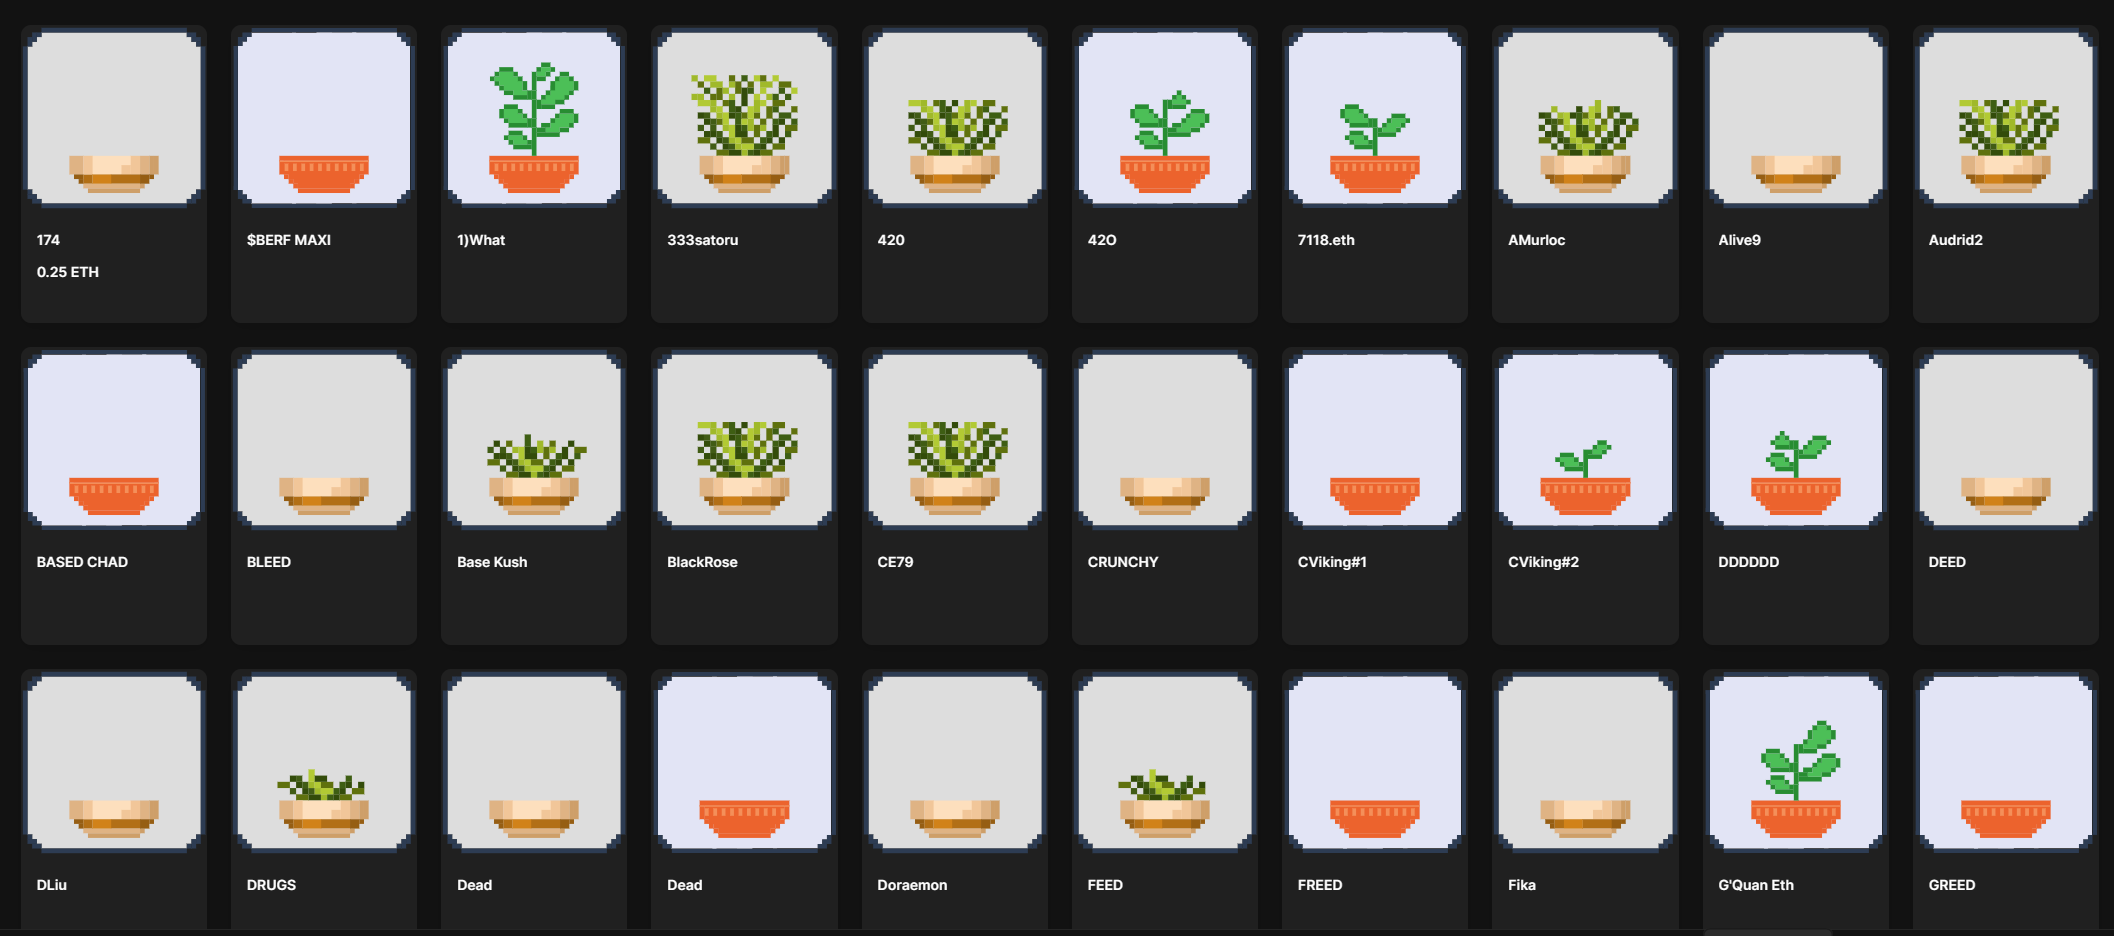 174
0.25 ETH
$BERF MAXI
1)What
333satoru
420
42O
7118.eth
AMurloc
Alive9
Audrid2
BASED CHAD
BLEED
Base Kush
BlackRose
CE79
CRUNCHY
CViking#1
CViking#2
DDDDDD
DEED
DLiu
DRUGS
Dead
Dead
Doraemon
FEED
FREED
Fika
G'Quan Eth
GREED